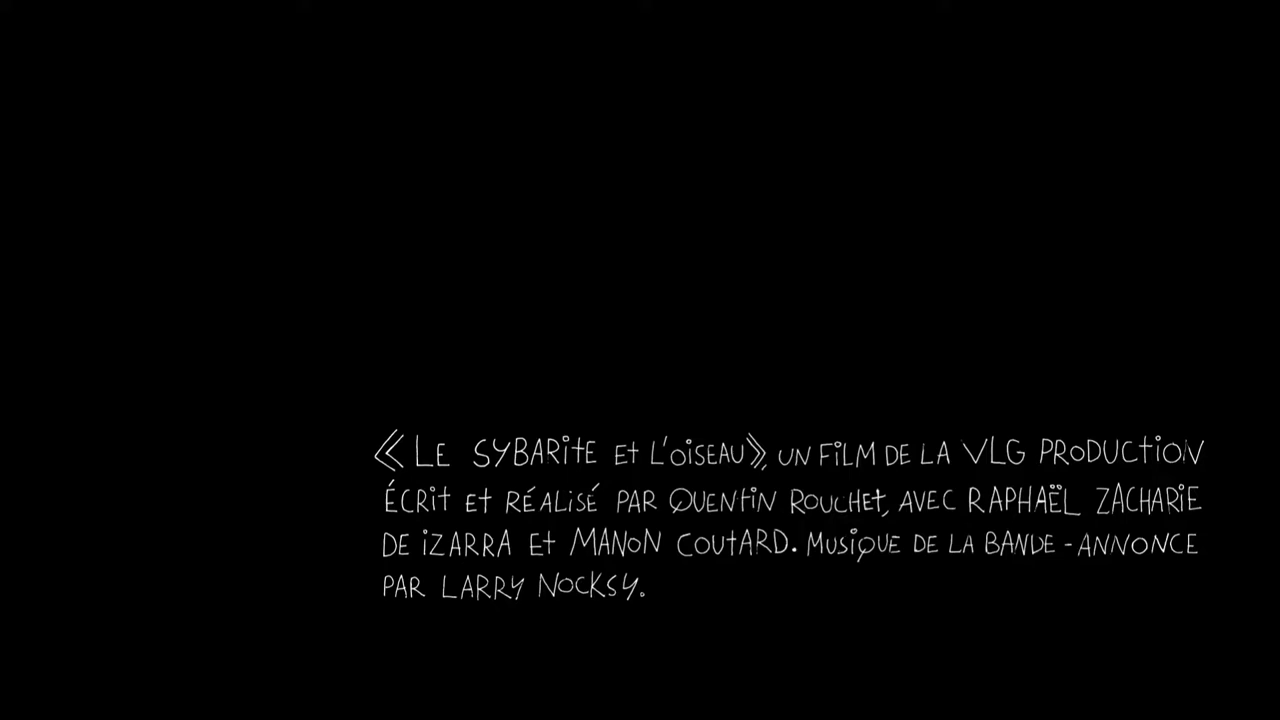 《LE SYBARiTE Et L'OiSEAU》, UN FiLM DE LA VLG PRODUCtiON
ÉCRit ET RÉALiSÉ PAR QUENtiN ROUCHEt, AVEC RAPHAËL ZACHARiE
DE iZARRA Et MANON COUtARD. MUSiQUE DE LA BANDE-ANNONCE
PAR LARRY NOCKSY.